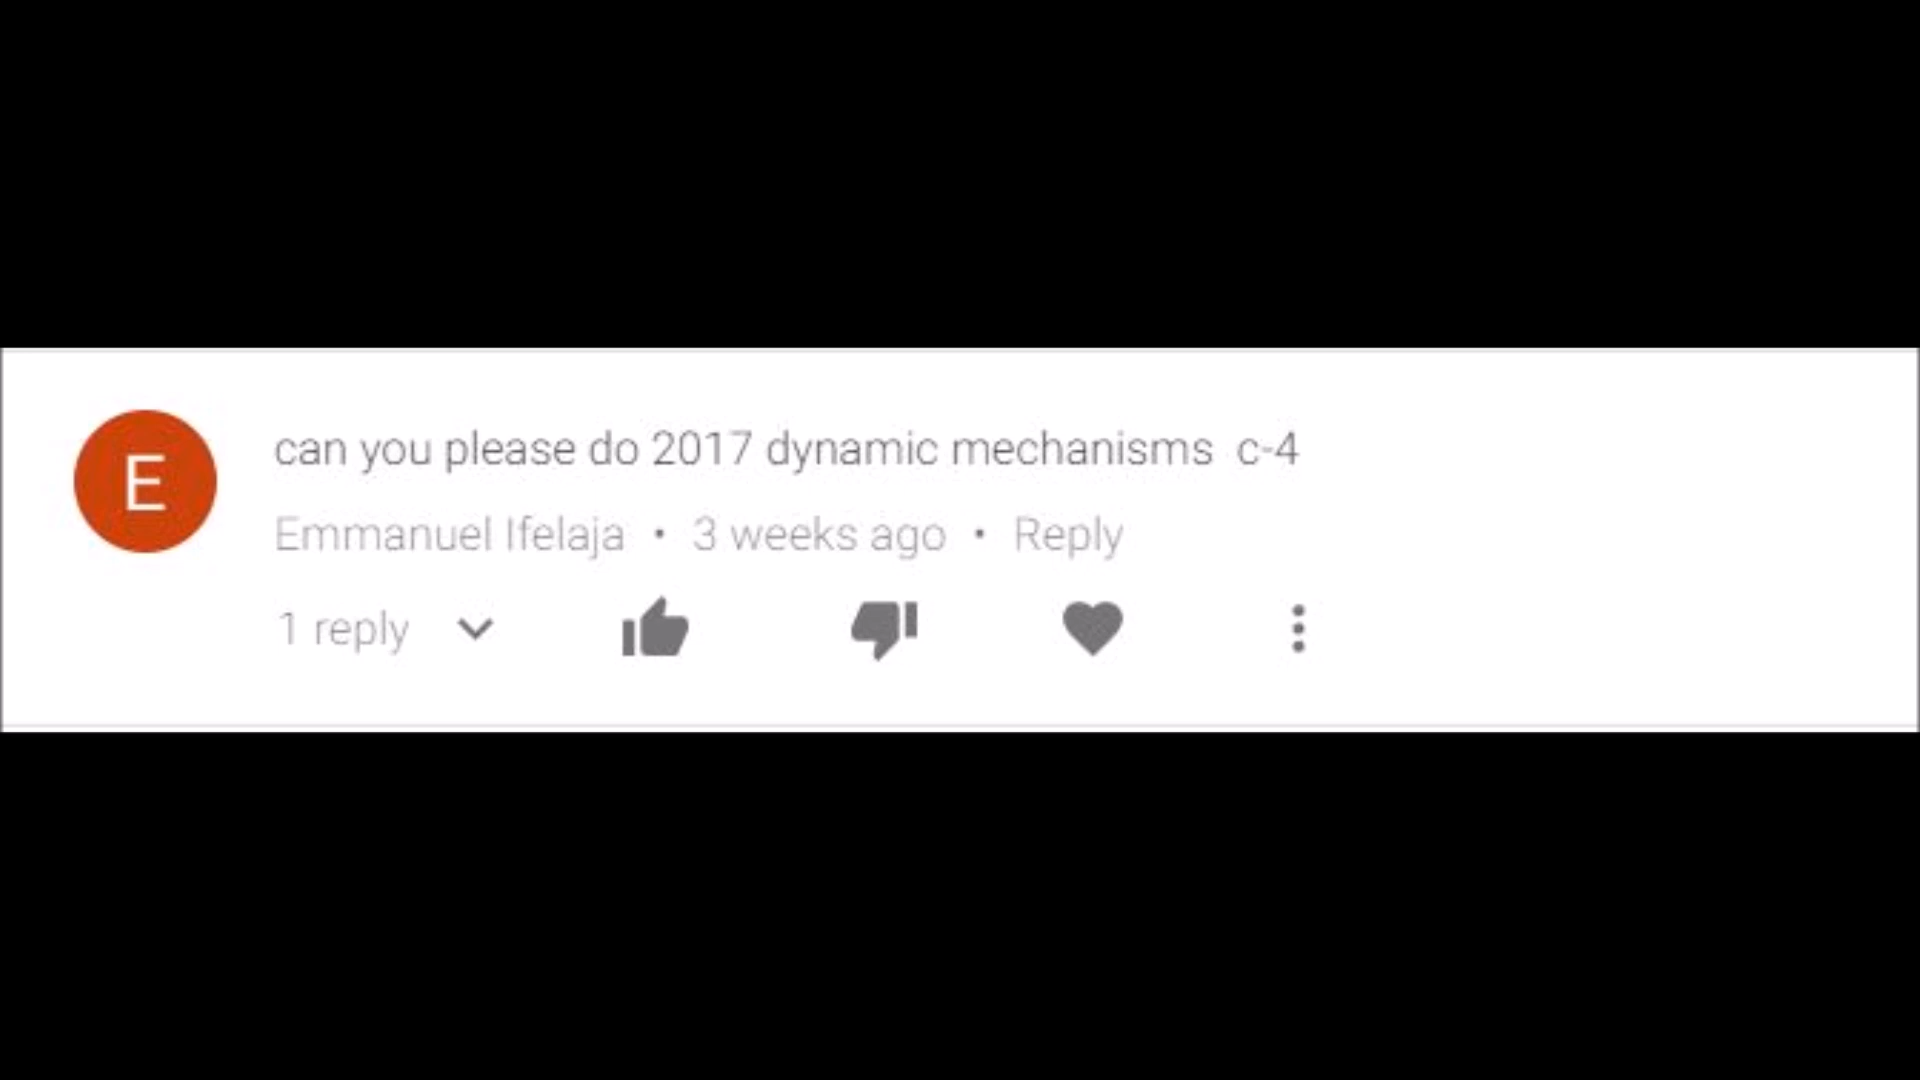 E
can you please do 2017 dynamic mechanisms  c-4
Emmanuel Ifelaja • 3 weeks ago • Reply
1 reply